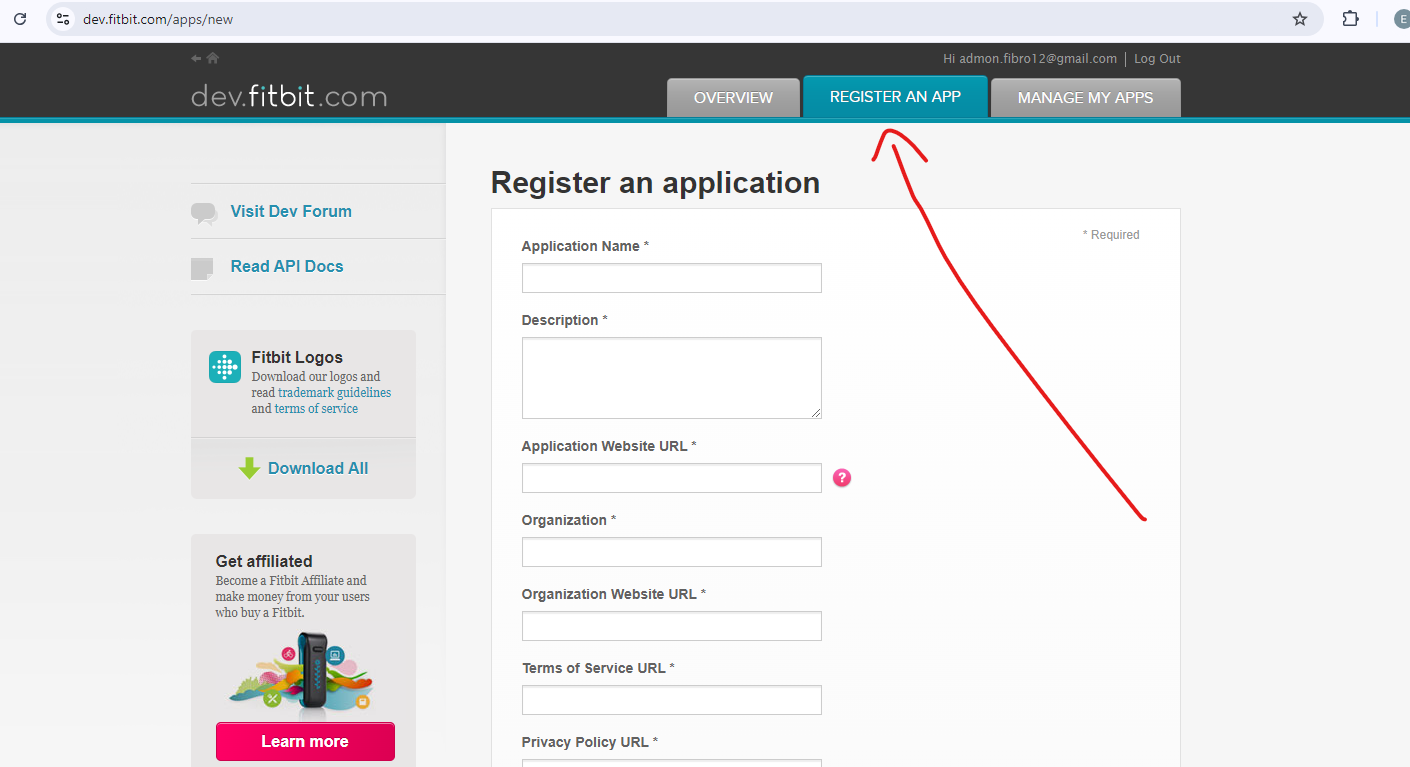 dev.fitbit.com/apps/new
E
Hi admon.fibro12@gmail.com | Log Out
dev.fitbit.com
OVERVIEW
REGISTER AN APP
MANAGE MY APPS
Visit Dev Forum
Read API Docs
Fitbit Logos
Download our logos and
read trademark guidelines
and terms of service
Download All
Get affiliated
Become a Fitbit Affiliate and
make money from your users
who buy a Fitbit.
Learn more
Register an application
* Required
Application Name *
Description *
Application Website URL *
?
Organization *
Organization Website URL *
Terms of Service URL *
Privacy Policy URL *